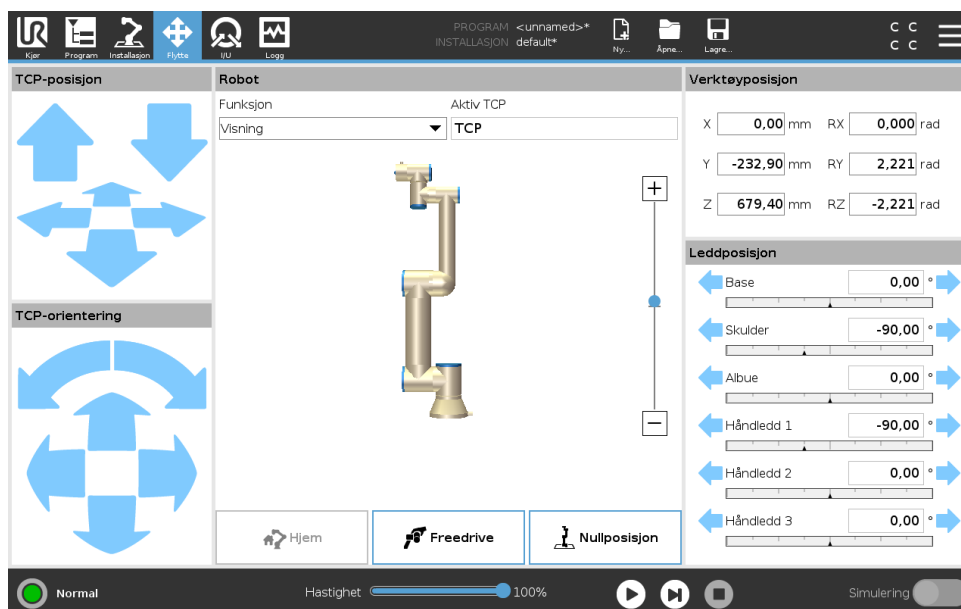 UR
Kjør
Program
Installasjon
Flytte
I/U
Logg
PROGRAM <unnamed>*
INSTALLASJON default*
Ny...
Åpne...
Lagre...
C C
C C
TCP-posisjon
Robot
Verktøyposisjon
Funksjon
Aktiv TCP
Visning
TCP
X 0,00 mm RX 0,000 rad
Y -232,90 mm RY 2,221 rad
Z 679,40 mm RZ -2,221 rad
Leddposisjon
Base 0,00 °
TCP-orientering
Skulder -90,00 °
Albue 0,00 °
Håndledd 1 -90,00 °
Håndledd 2 0,00 °
Håndledd 3 0,00 °
Hjem
Freedrive
Nullposisjon
Normal
Hastighet
100%
Simulering